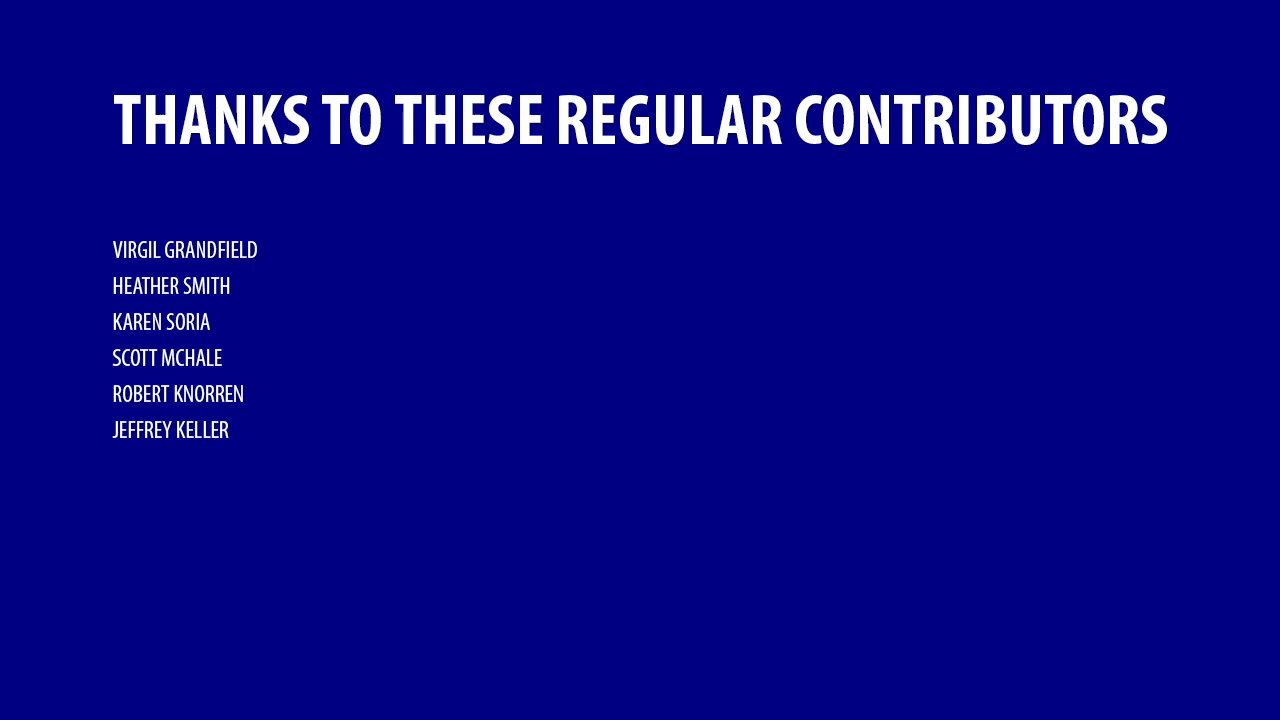 THANKS TO THESE REGULAR CONTRIBUTORS
VIRGIL GRANDFIELD
HEATHER SMITH
KAREN SORIA
SCOTT MCHALE
ROBERT KNORREN
JEFFREY KELLER